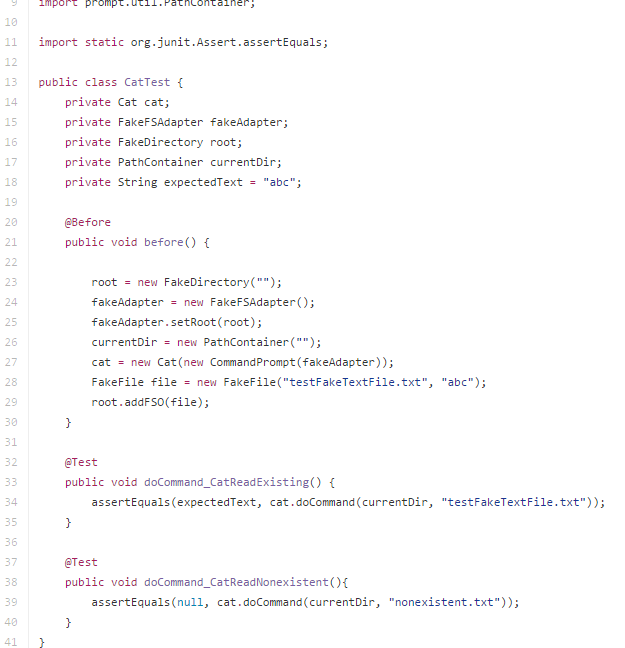 9 import prompt.util.PathContainer;
10
11 import static org.junit.Assert.assertEquals;
12
13 public class CatTest {
14 private Cat cat;
15 private FakeFSAdapter fakeAdapter;
16 private FakeDirectory root;
17 private PathContainer currentDir;
18 private String expectedText = "abc";
19
20 @Before
21 public void before() {
22
23 root = new FakeDirectory("");
24 fakeAdapter = new FakeFSAdapter();
25 fakeAdapter.setRoot(root);
26 currentDir = new PathContainer("");
27 cat = new Cat(new CommandPrompt(fakeAdapter));
28 FakeFile file = new FakeFile("testFakeTextFile.txt", "abc");
29 root.addFSO(file);
30 }
31
32 @Test
33 public void doCommand_CatReadExisting() {
34 assertEquals(expectedText, cat.doCommand(currentDir, "testFakeTextFile.txt"));
35 }
36
37 @Test
38 public void doCommand_CatReadNonexistent(){
39 assertEquals(null, cat.doCommand(currentDir, "nonexistent.txt"));
40 }
41 }